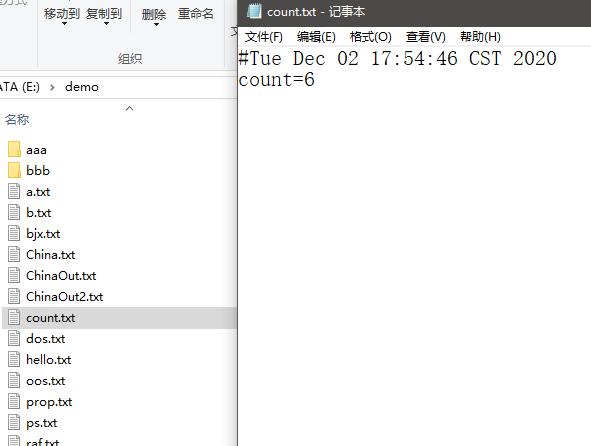 移动到 复制到 删除 重命名
组织
ATA (E:) > demo
名称
aaa
bbb
a.txt
b.txt
bjx.txt
China.txt
ChinaOut.txt
ChinaOut2.txt
count.txt
dos.txt
hello.txt
oos.txt
prop.txt
ps.txt
raf.txt
count.txt - 记事本
文件(F) 编辑(E) 格式(O) 查看(V) 帮助(H)
#Tue Dec 02 17:54:46 CST 2020
count=6